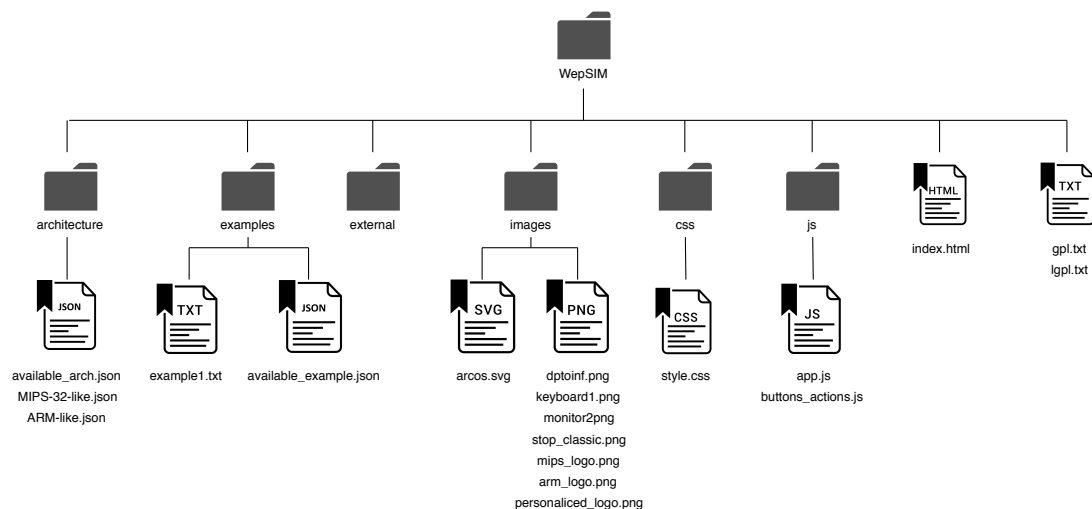 WepSIM
architecture
examples
external
images
css
js
HTML
index.html
TXT
gpl.txt
lgpl.txt
JSON
available_arch.json
MIPS-32-like.json
ARM-like.json
TXT
example1.txt
JSON
available_example.json
SVG
arcos.svg
PNG
dptoinf.png
keyboard1.png
monitor2png
stop_classic.png
mips_logo.png
arm_logo.png
personaliced_logo.png
CSS
style.css
JS
app.js
buttons_actions.js